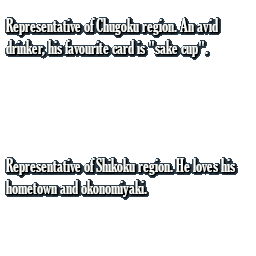 Representative of Chugoku region. An avid
drinker, his favourite card is "sake cup".
Representative of Shikoku region. He loves his
hometown and okonomiyaki.